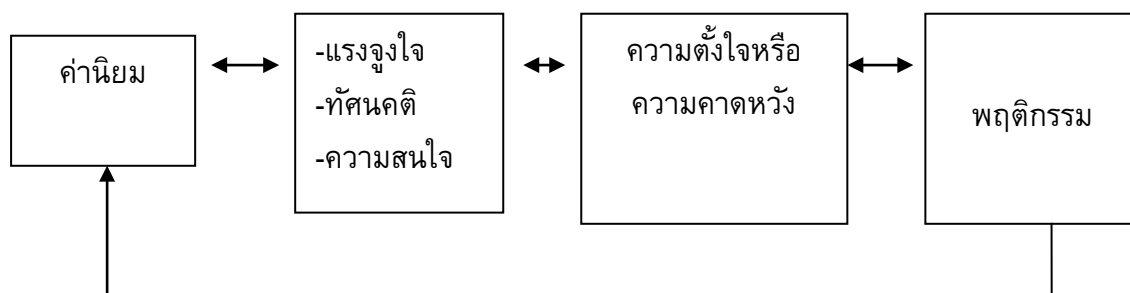 ค่านิยม
-แรงจูงใจ
-ทัศนคติ
-ความสนใจ
ความตั้งใจหรือ
ความคาดหวัง
พฤติกรรม